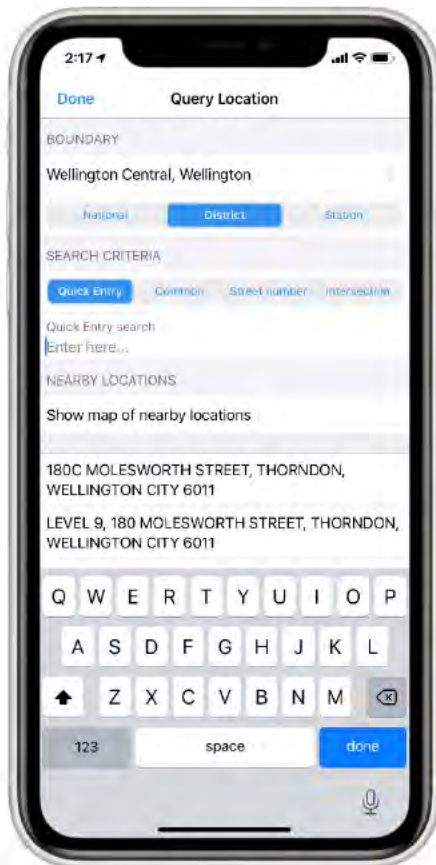 2:17
Done Query Location
BOUNDARY
Wellington Central, Wellington
National District Station
SEARCH CRITERIA
Quick Entry Common Street number Intersection
Quick Entry search
Enter here...
NEARBY LOCATIONS
Show map of nearby locations
180C MOLESWORTH STREET, THORNDON,
WELLINGTON CITY 6011
LEVEL 9, 180 MOLESWORTH STREET, THORNDON,
WELLINGTON CITY 6011
Q W E R T Y U I O P
A S D F G H J K L
Z X C V B N M
123 space done